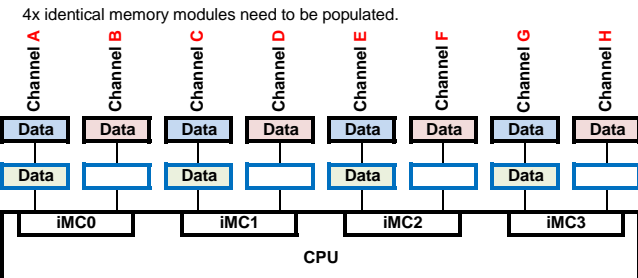 4x identical memory modules need to be populated.
Channel A Channel B Channel C Channel D Channel E Channel F Channel G Channel H
Data Data Data Data Data Data Data Data
Data Data Data Data
iMC0 iMC1 iMC2 iMC3
CPU